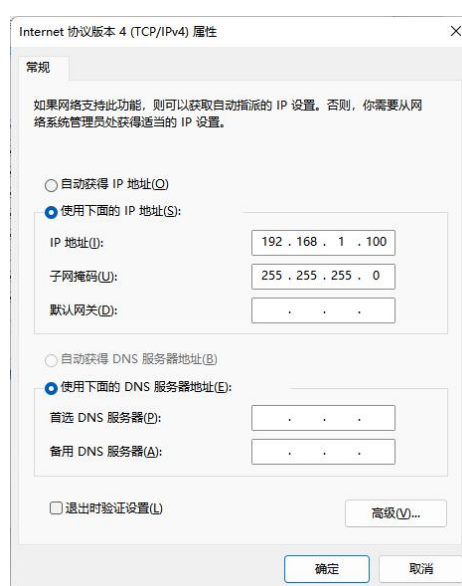 Internet 协议版本 4 (TCP/IPv4) 属性
常规
如果网络支持此功能，则可以获取自动指派的 IP 设置。否则，你需要从网
络系统管理员处获得适当的 IP 设置。
自动获得 IP 地址(O)
使用下面的 IP 地址(S):
IP 地址(I): 192 . 168 . 1 . 100
子网掩码(U): 255 . 255 . 255 . 0
默认网关(D): . . .
自动获得 DNS 服务器地址(B)
使用下面的 DNS 服务器地址(E):
首选 DNS 服务器(P): . . .
备用 DNS 服务器(A): . . .
退出时验证设置(L)
高级(V)...
确定 取消